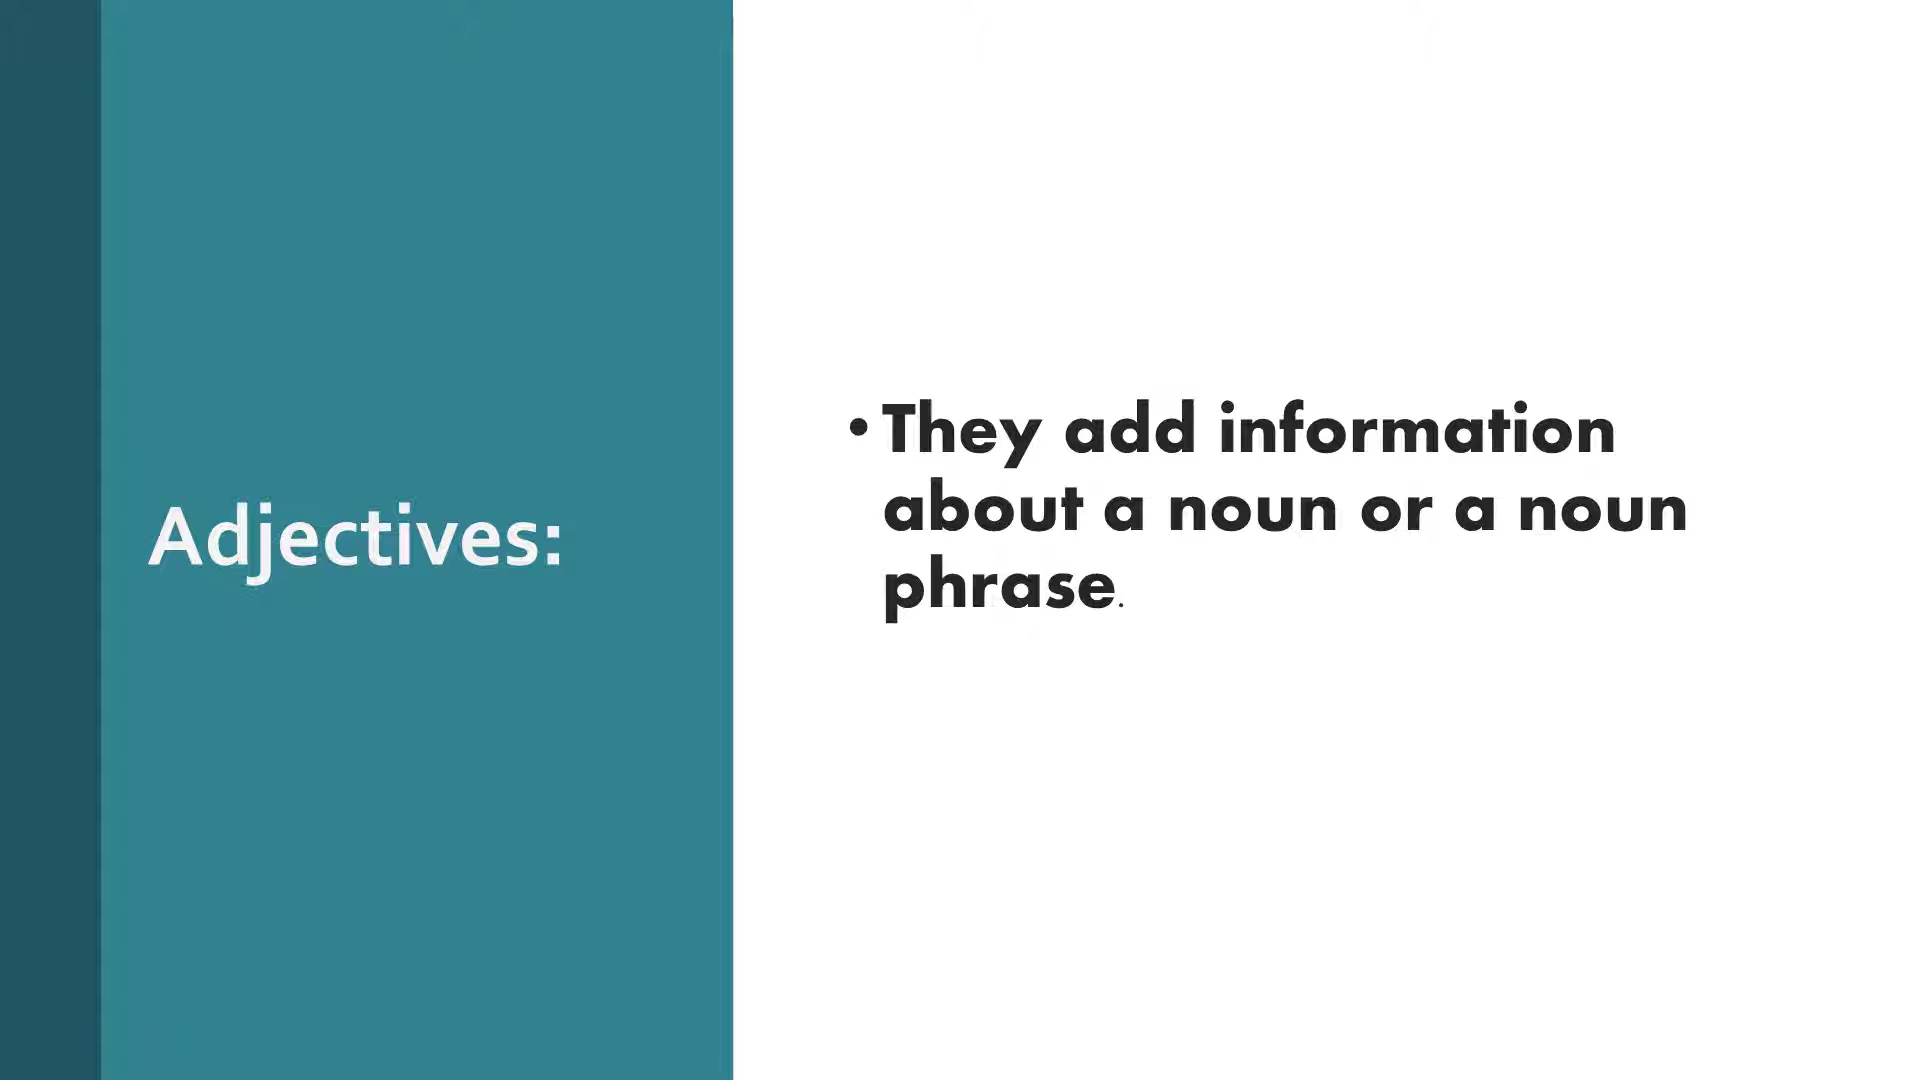 Adjectives:
• They add information
about a noun or a noun
phrase.